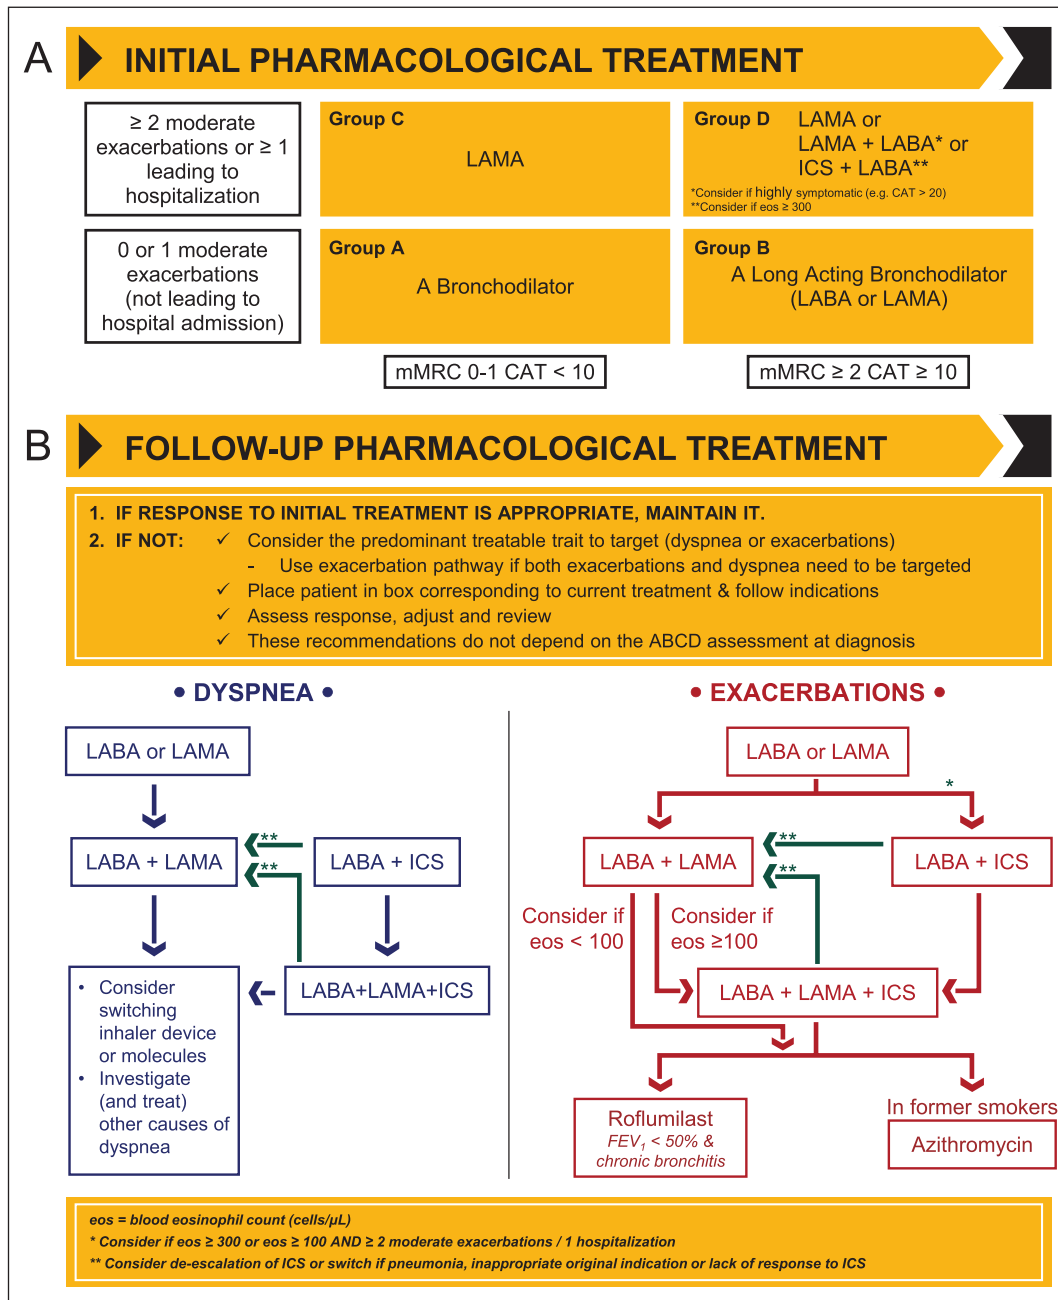 A
INITIAL PHARMACOLOGICAL TREATMENT
≥ 2 moderate
exacerbations or ≥ 1
leading to
hospitalization
Group C
LAMA
Group D
LAMA or
LAMA + LABA* or
ICS + LABA**
*Consider if highly symptomatic (e.g. CAT > 20)
**Consider if eos ≥ 300
0 or 1 moderate
exacerbations
(not leading to
hospital admission)
Group A
A Bronchodilator
Group B
A Long Acting Bronchodilator
(LABA or LAMA)
mMRC 0-1 CAT < 10
mMRC ≥ 2 CAT ≥ 10
B
FOLLOW-UP PHARMACOLOGICAL TREATMENT
1. IF RESPONSE TO INITIAL TREATMENT IS APPROPRIATE, MAINTAIN IT.
2. IF NOT: ✓ Consider the predominant treatable trait to target (dyspnea or exacerbations)
- Use exacerbation pathway if both exacerbations and dyspnea need to be targeted
✓ Place patient in box corresponding to current treatment & follow indications
✓ Assess response, adjust and review
✓ These recommendations do not depend on the ABCD assessment at diagnosis
• DYSPNEA •
LABA or LAMA
LABA + LAMA
**
**
LABA + ICS
• Consider
switching
inhaler device
or molecules
• Investigate
(and treat)
other causes of
dyspnea
LABA+LAMA+ICS
• EXACERBATIONS •
LABA or LAMA
*
LABA + LAMA
**
**
LABA + ICS
Consider if
eos < 100
Consider if
eos ≥100
LABA + LAMA + ICS
Roflumilast
FEV₁ < 50% &
chronic bronchitis
In former smokers
Azithromycin
eos = blood eosinophil count (cells/µL)
* Consider if eos ≥ 300 or eos ≥ 100 AND ≥ 2 moderate exacerbations / 1 hospitalization
** Consider de-escalation of ICS or switch if pneumonia, inappropriate original indication or lack of response to ICS